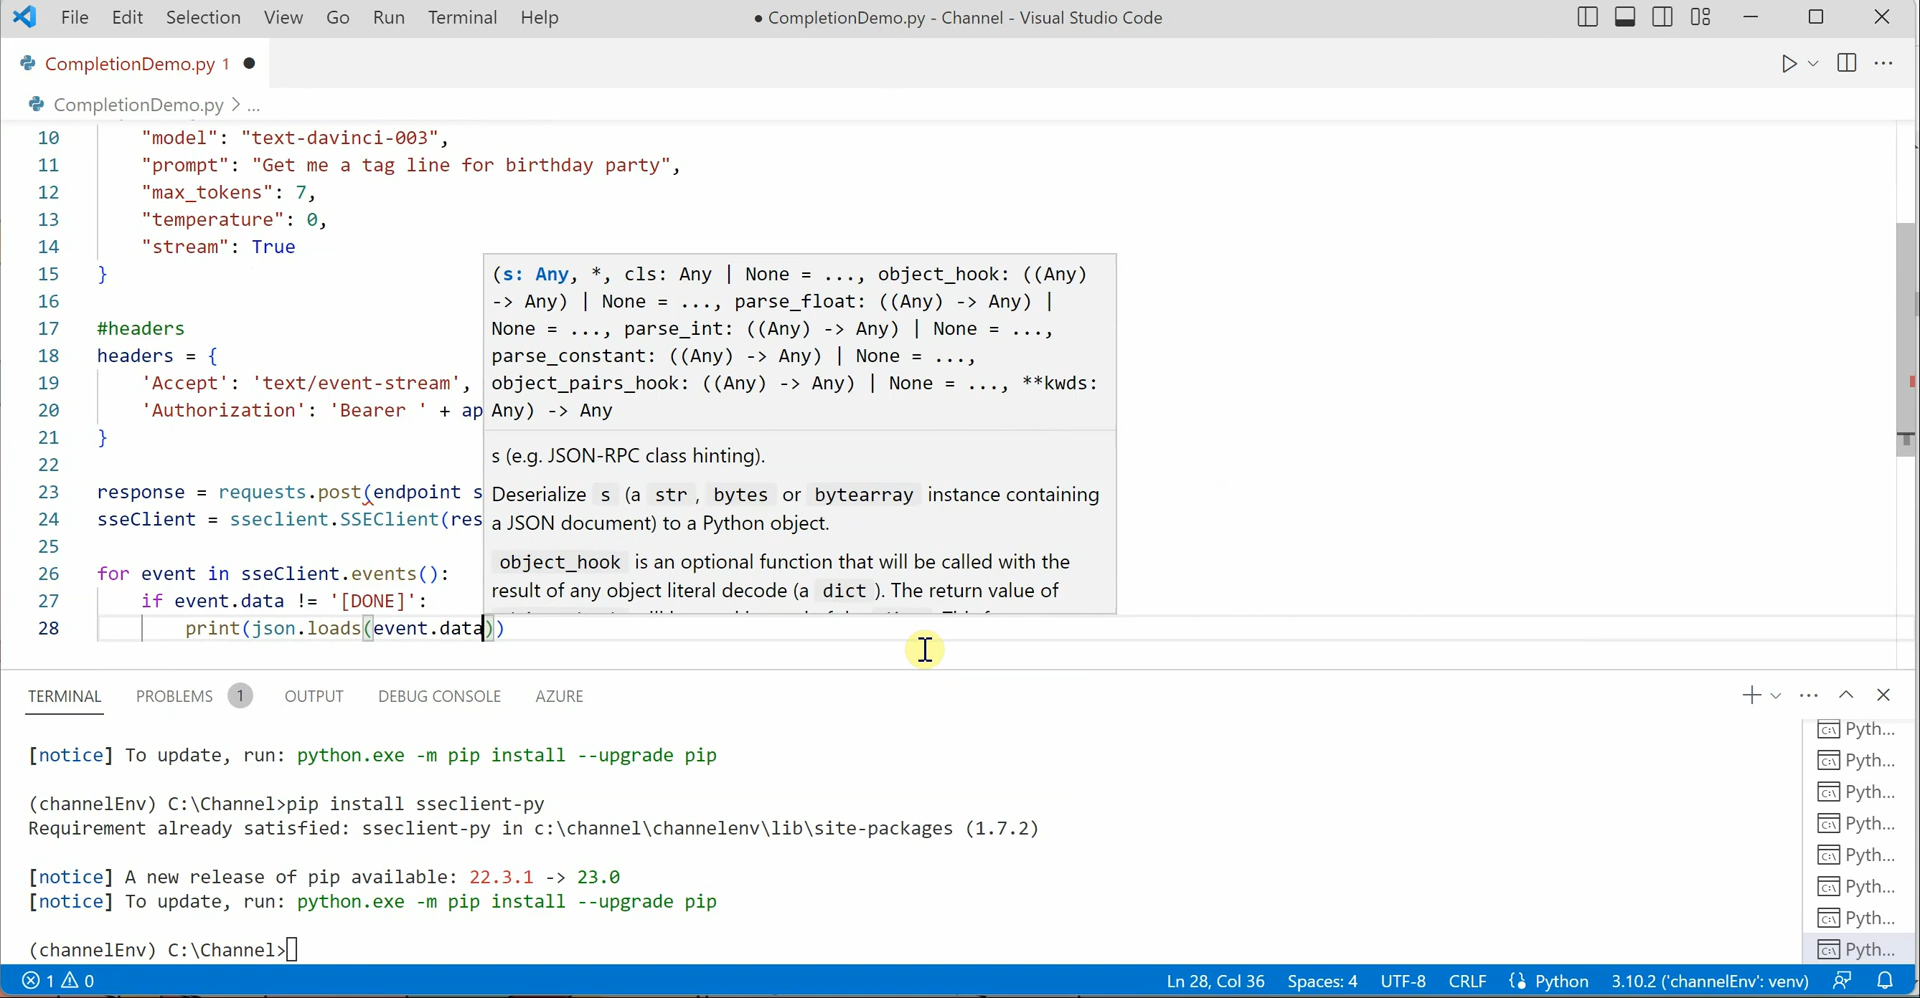 File Edit Selection View Go Run Terminal Help
● CompletionDemo.py - Channel - Visual Studio Code
CompletionDemo.py 1 ●
CompletionDemo.py > ...
10 "model": "text-davinci-003",
11 "prompt": "Get me a tag line for birthday party",
12 "max_tokens": 7,
13 "temperature": 0,
14 "stream": True
15 }
16
17 #headers
18 headers = {
19 'Accept': 'text/event-stream',
20 'Authorization': 'Bearer ' + ap
21 }
22
23 response = requests.post(endpoint s
24 sseClient = sseclient.SSEClient(res
25
26 for event in sseClient.events():
27 if event.data != '[DONE]':
28 print(json.loads(event.data))
(s: Any, *, cls: Any | None = ..., object_hook: ((Any)
-> Any) | None = ..., parse_float: ((Any) -> Any) |
None = ..., parse_int: ((Any) -> Any) | None = ...,
parse_constant: ((Any) -> Any) | None = ...,
object_pairs_hook: ((Any) -> Any) | None = ..., **kwds:
Any) -> Any
s (e.g. JSON-RPC class hinting).
Deserialize s (a str, bytes or bytearray instance containing
a JSON document) to a Python object.
object_hook is an optional function that will be called with the
result of any object literal decode (a dict). The return value of
TERMINAL PROBLEMS 1 OUTPUT DEBUG CONSOLE AZURE
[notice] To update, run: python.exe -m pip install --upgrade pip
(channelEnv) C:\Channel>pip install sseclient-py
Requirement already satisfied: sseclient-py in c:\channel\channelenv\lib\site-packages (1.7.2)
[notice] A new release of pip available: 22.3.1 -> 23.0
[notice] To update, run: python.exe -m pip install --upgrade pip
(channelEnv) C:\Channel>
Pyth...
Pyth...
Pyth...
Pyth...
Pyth...
Pyth...
Pyth...
Pyth...
1 0
Ln 28, Col 36 Spaces: 4 UTF-8 CRLF Python 3.10.2 ('channelEnv': venv)